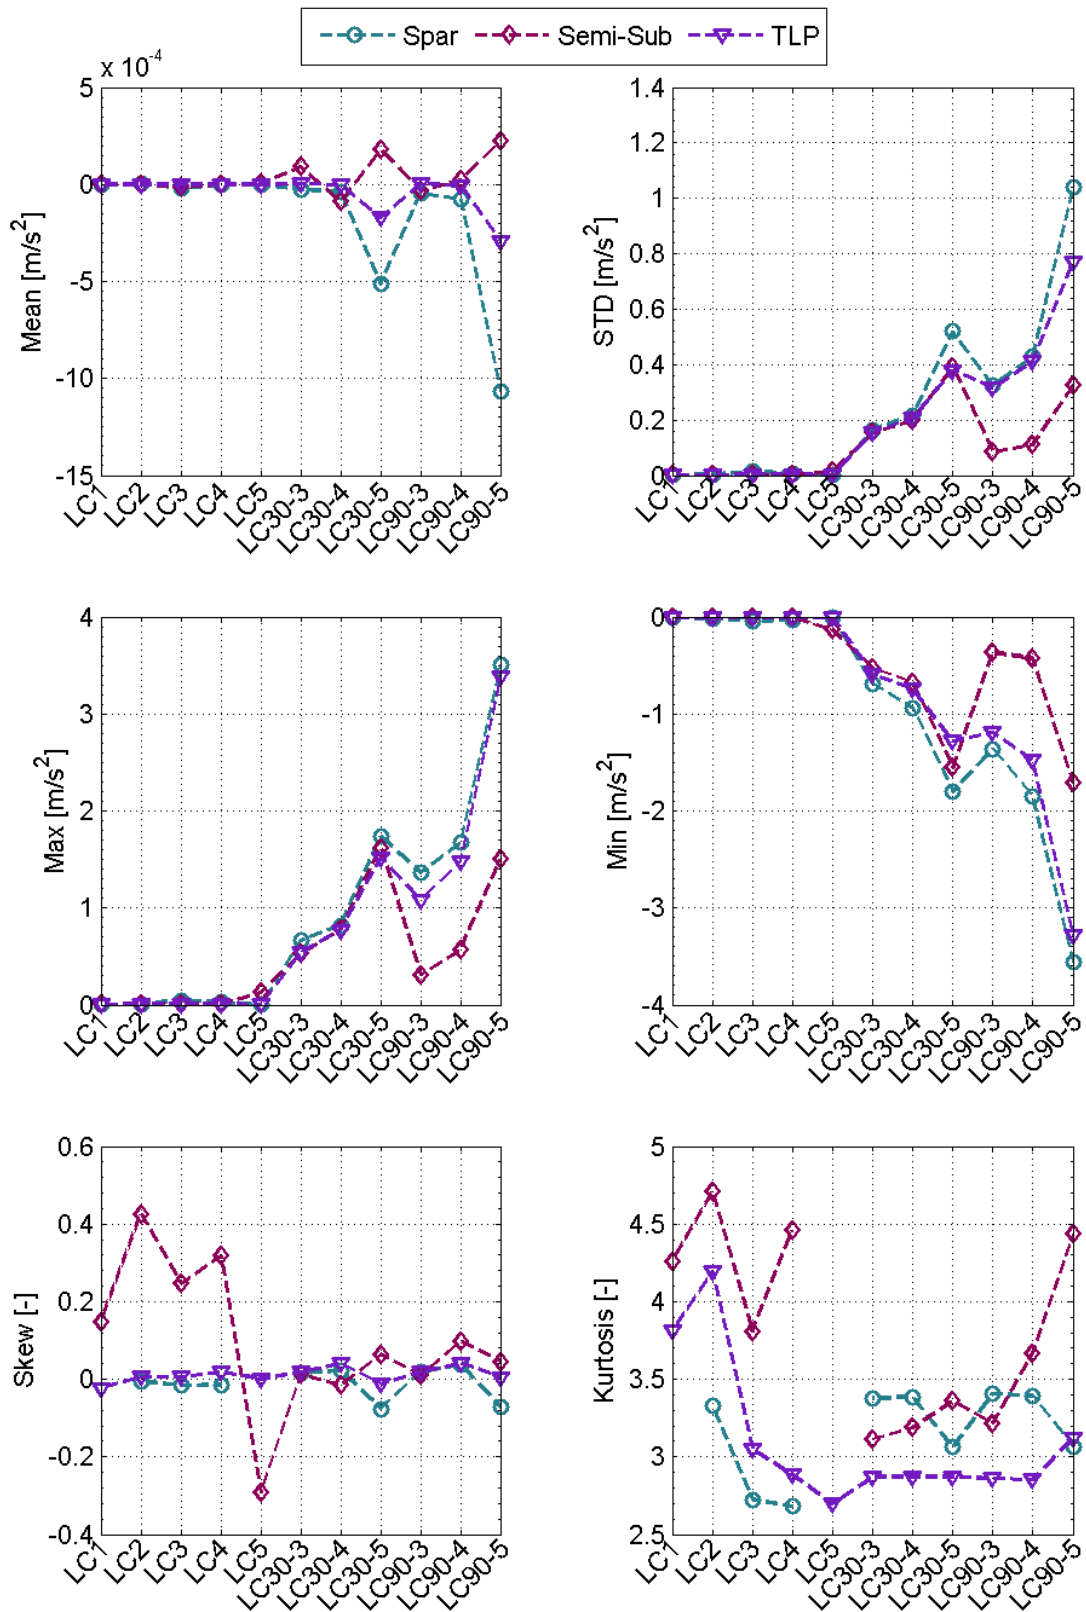 Spar Semi-Sub TLP
x 10^-4
5
0
-5
-10
-15
Mean [m/s^2]
LC1 LC2 LC3 LC4 LC5 LC30-3 LC30-4 LC30-5 LC90-3 LC90-4 LC90-5
1.4
1.2
1
0.8
0.6
0.4
0.2
0
STD [m/s^2]
LC1 LC2 LC3 LC4 LC5 LC30-3 LC30-4 LC30-5 LC90-3 LC90-4 LC90-5
4
3
2
1
0
Max [m/s^2]
LC1 LC2 LC3 LC4 LC5 LC30-3 LC30-4 LC30-5 LC90-3 LC90-4 LC90-5
0
-1
-2
-3
-4
Min [m/s^2]
LC1 LC2 LC3 LC4 LC5 LC30-3 LC30-4 LC30-5 LC90-3 LC90-4 LC90-5
0.6
0.4
0.2
0
-0.2
-0.4
Skew [-]
LC1 LC2 LC3 LC4 LC5 LC30-3 LC30-4 LC30-5 LC90-3 LC90-4 LC90-5
5
4.5
4
3.5
3
2.5
Kurtosis [-]
LC1 LC2 LC3 LC4 LC5 LC30-3 LC30-4 LC30-5 LC90-3 LC90-4 LC90-5